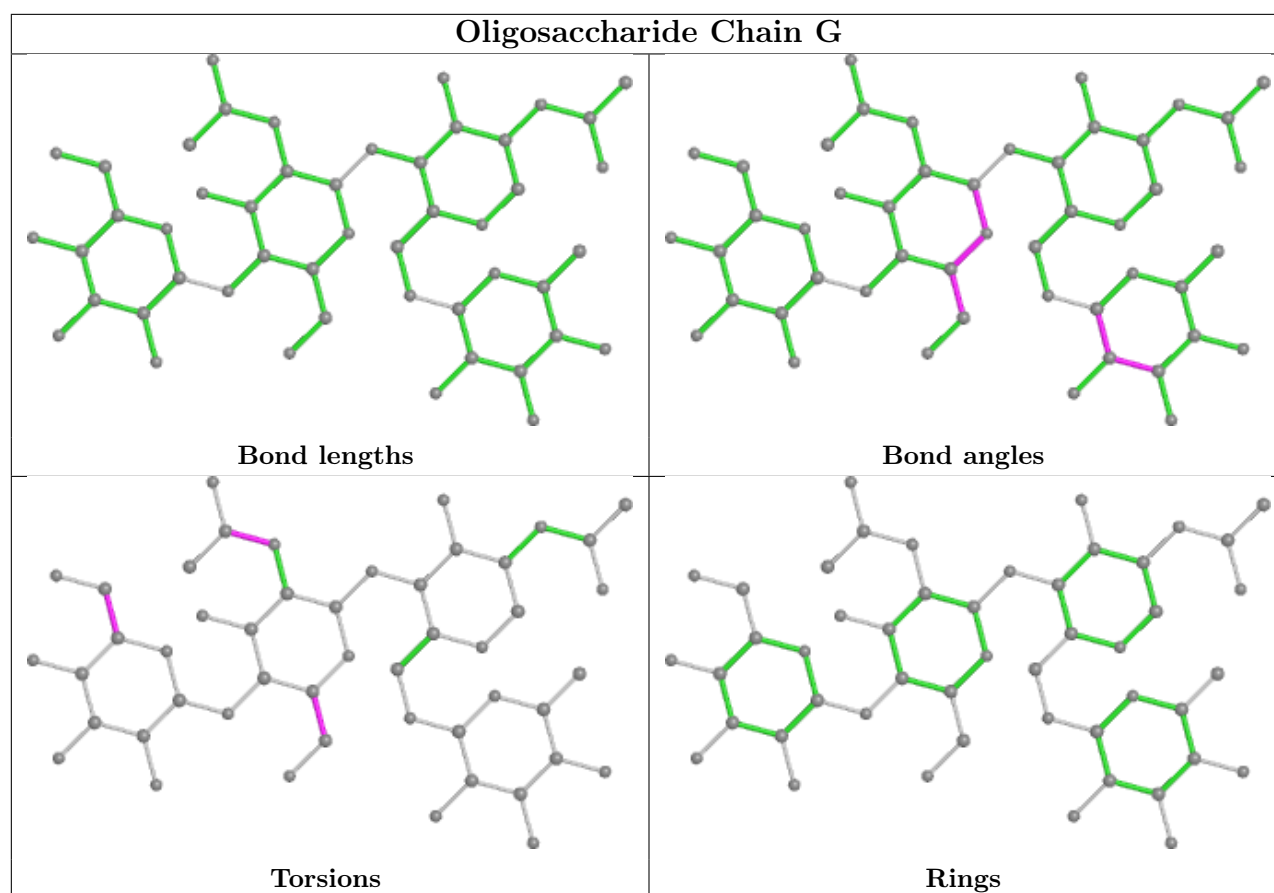 Oligosaccharide Chain G
Bond lengths
Bond angles
Torsions
Rings